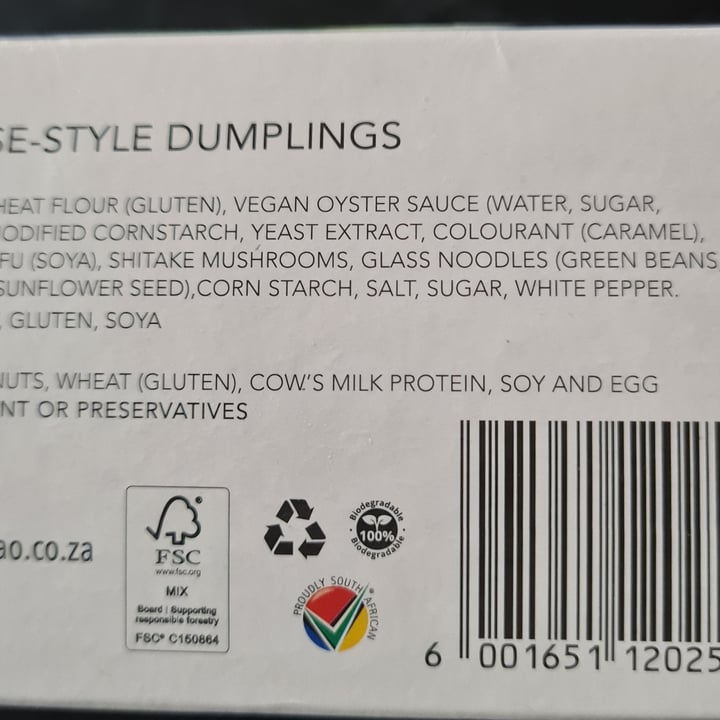 SE-STYLE DUMPLINGS
HEAT FLOUR (GLUTEN), VEGAN OYSTER SAUCE (WATER, SUGAR,
ODIFIED CORNSTARCH, YEAST EXTRACT, COLOURANT (CARAMEL),
FU (SOYA), SHITAKE MUSHROOMS, GLASS NOODLES (GREEN BEANS
SUNFLOWER SEED),CORN STARCH, SALT, SUGAR, WHITE PEPPER.
, GLUTEN, SOYA
NUTS, WHEAT (GLUTEN), COW.'S MILK PROTEIN, SOY AND EGG
NT OR PRESERVATIVES
ao.co.za
FSC
www.fsc.org
MIX
Board | Supporting
responsible forestry
FSC® C150864
Biodegradable
100%
Biodegradable
PROUDLY SOUTH AFRICAN
6 001651 12025